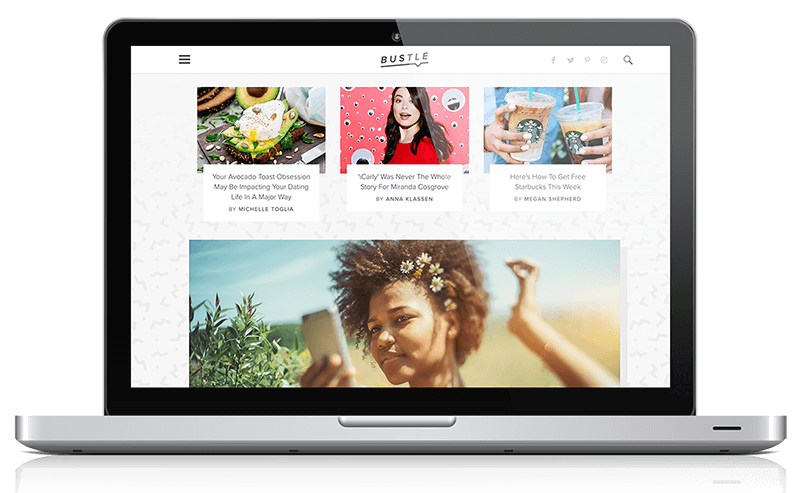 BUSTLE
Your Avocado Toast Obsession
May Be Impacting Your Dating
Life In A Major Way
BY MICHELLE TOGLIA
'iCarly' Was Never The Whole
Story For Miranda Cosgrove
BY ANNA KLASSEN
Here's How To Get Free
Starbucks This Week
BY MEGAN SHEPHERD